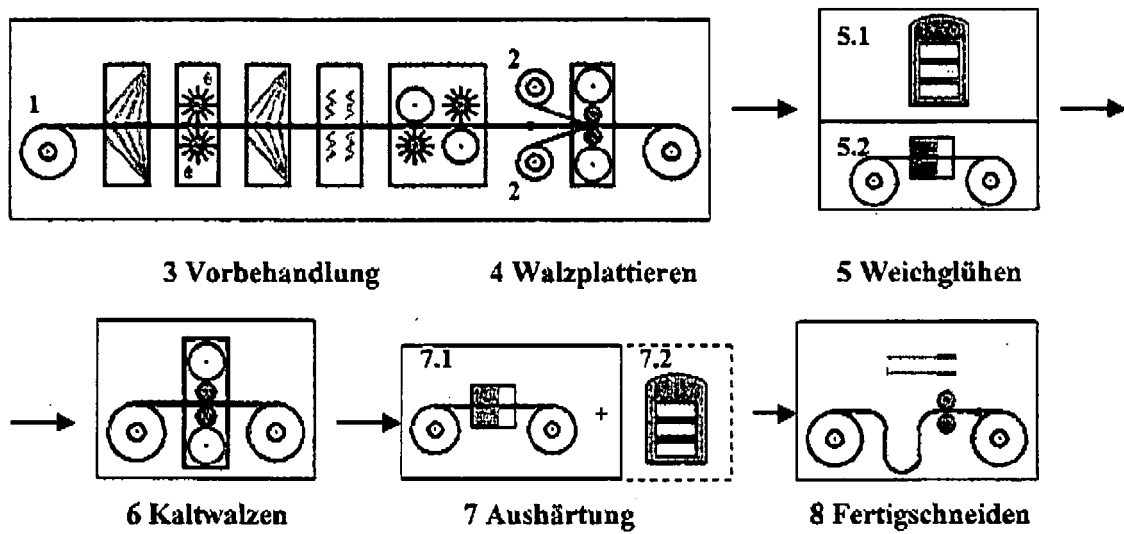 1
2
2
3 Vorbehandlung
4 Walzplattieren
5.1
5.2
5 Weichglühen
6 Kaltwalzen
7.1
+
7.2
7 Aushärtung
8 Fertigschneiden